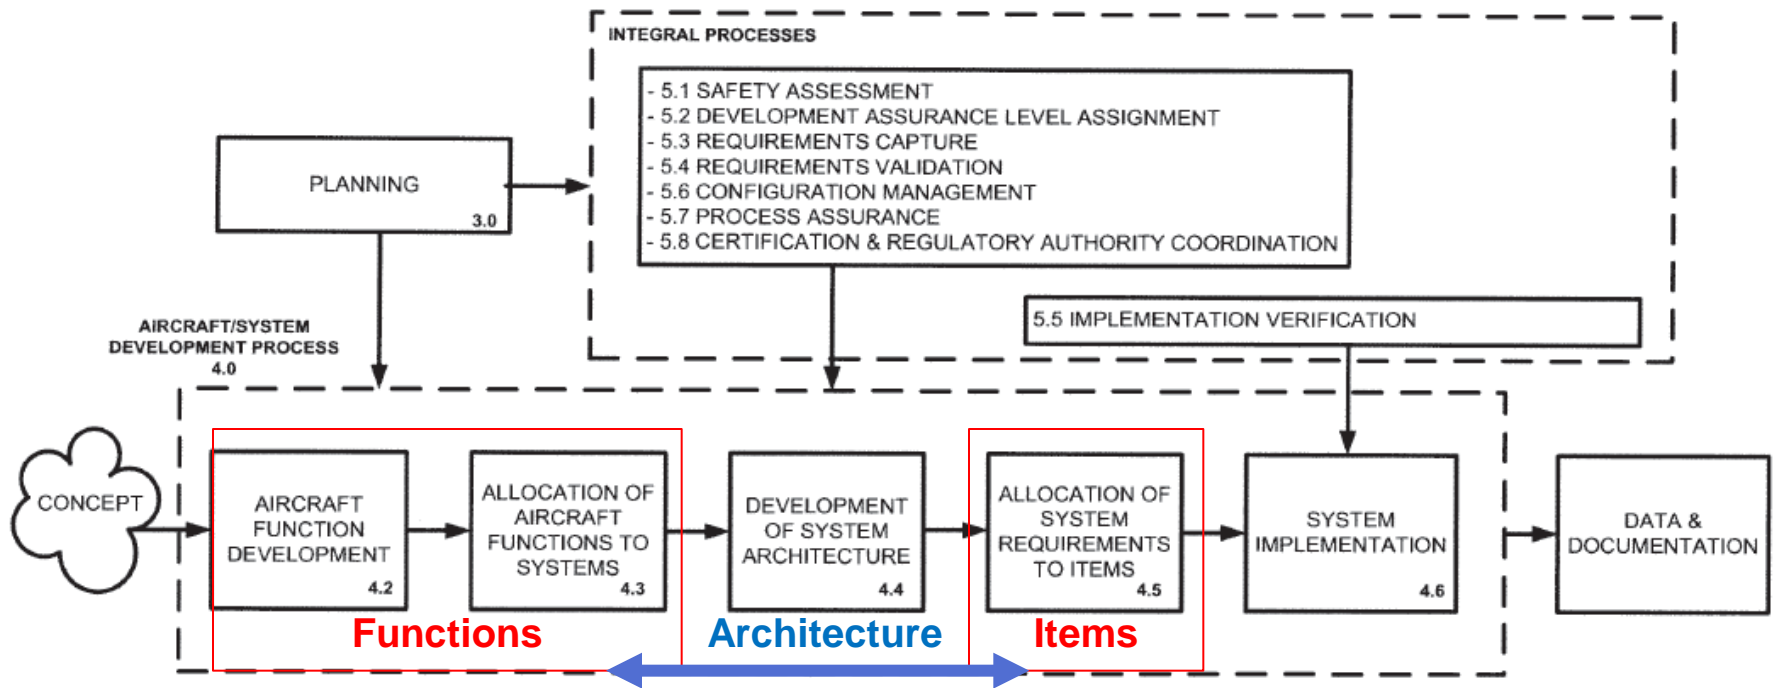 INTEGRAL PROCESSES
- 5.1 SAFETY ASSESSMENT
- 5.2 DEVELOPMENT ASSURANCE LEVEL ASSIGNMENT
- 5.3 REQUIREMENTS CAPTURE
- 5.4 REQUIREMENTS VALIDATION
- 5.6 CONFIGURATION MANAGEMENT
- 5.7 PROCESS ASSURANCE
- 5.8 CERTIFICATION & REGULATORY AUTHORITY COORDINATION
PLANNING
3.0
5.5 IMPLEMENTATION VERIFICATION
AIRCRAFT/SYSTEM
DEVELOPMENT PROCESS
4.0
CONCEPT
AIRCRAFT
FUNCTION
DEVELOPMENT
4.2
ALLOCATION OF
AIRCRAFT
FUNCTIONS TO
SYSTEMS
4.3
DEVELOPMENT
OF SYSTEM
ARCHITECTURE
4.4
ALLOCATION OF
SYSTEM
REQUIREMENTS
TO ITEMS
4.5
SYSTEM
IMPLEMENTATION
4.6
DATA &
DOCUMENTATION
Functions
Architecture
Items